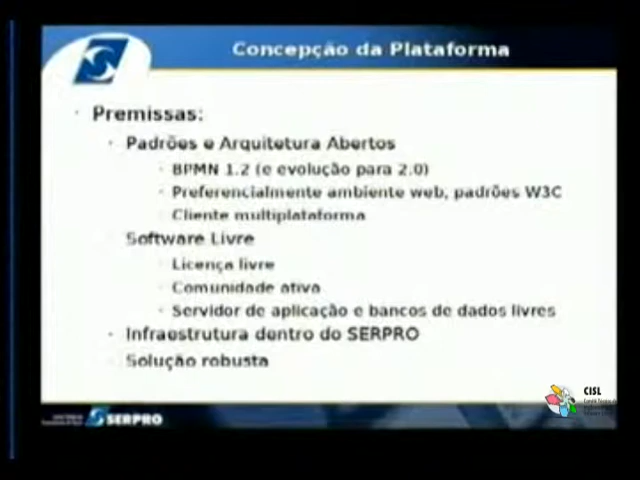 Concepção da Plataforma
Premissas:
Padrões e Arquitetura Abertos
BPMN 1.2 (e evolução para 2.0)
Preferencialmente ambiente web, padrões W3C
Cliente multiplataforma
Software Livre
Licença livre
Comunidade ativa
Servidor de aplicação e bancos de dados livres
Infraestrutura dentro do SERPRO
Solução robusta
SERPRO
CISL